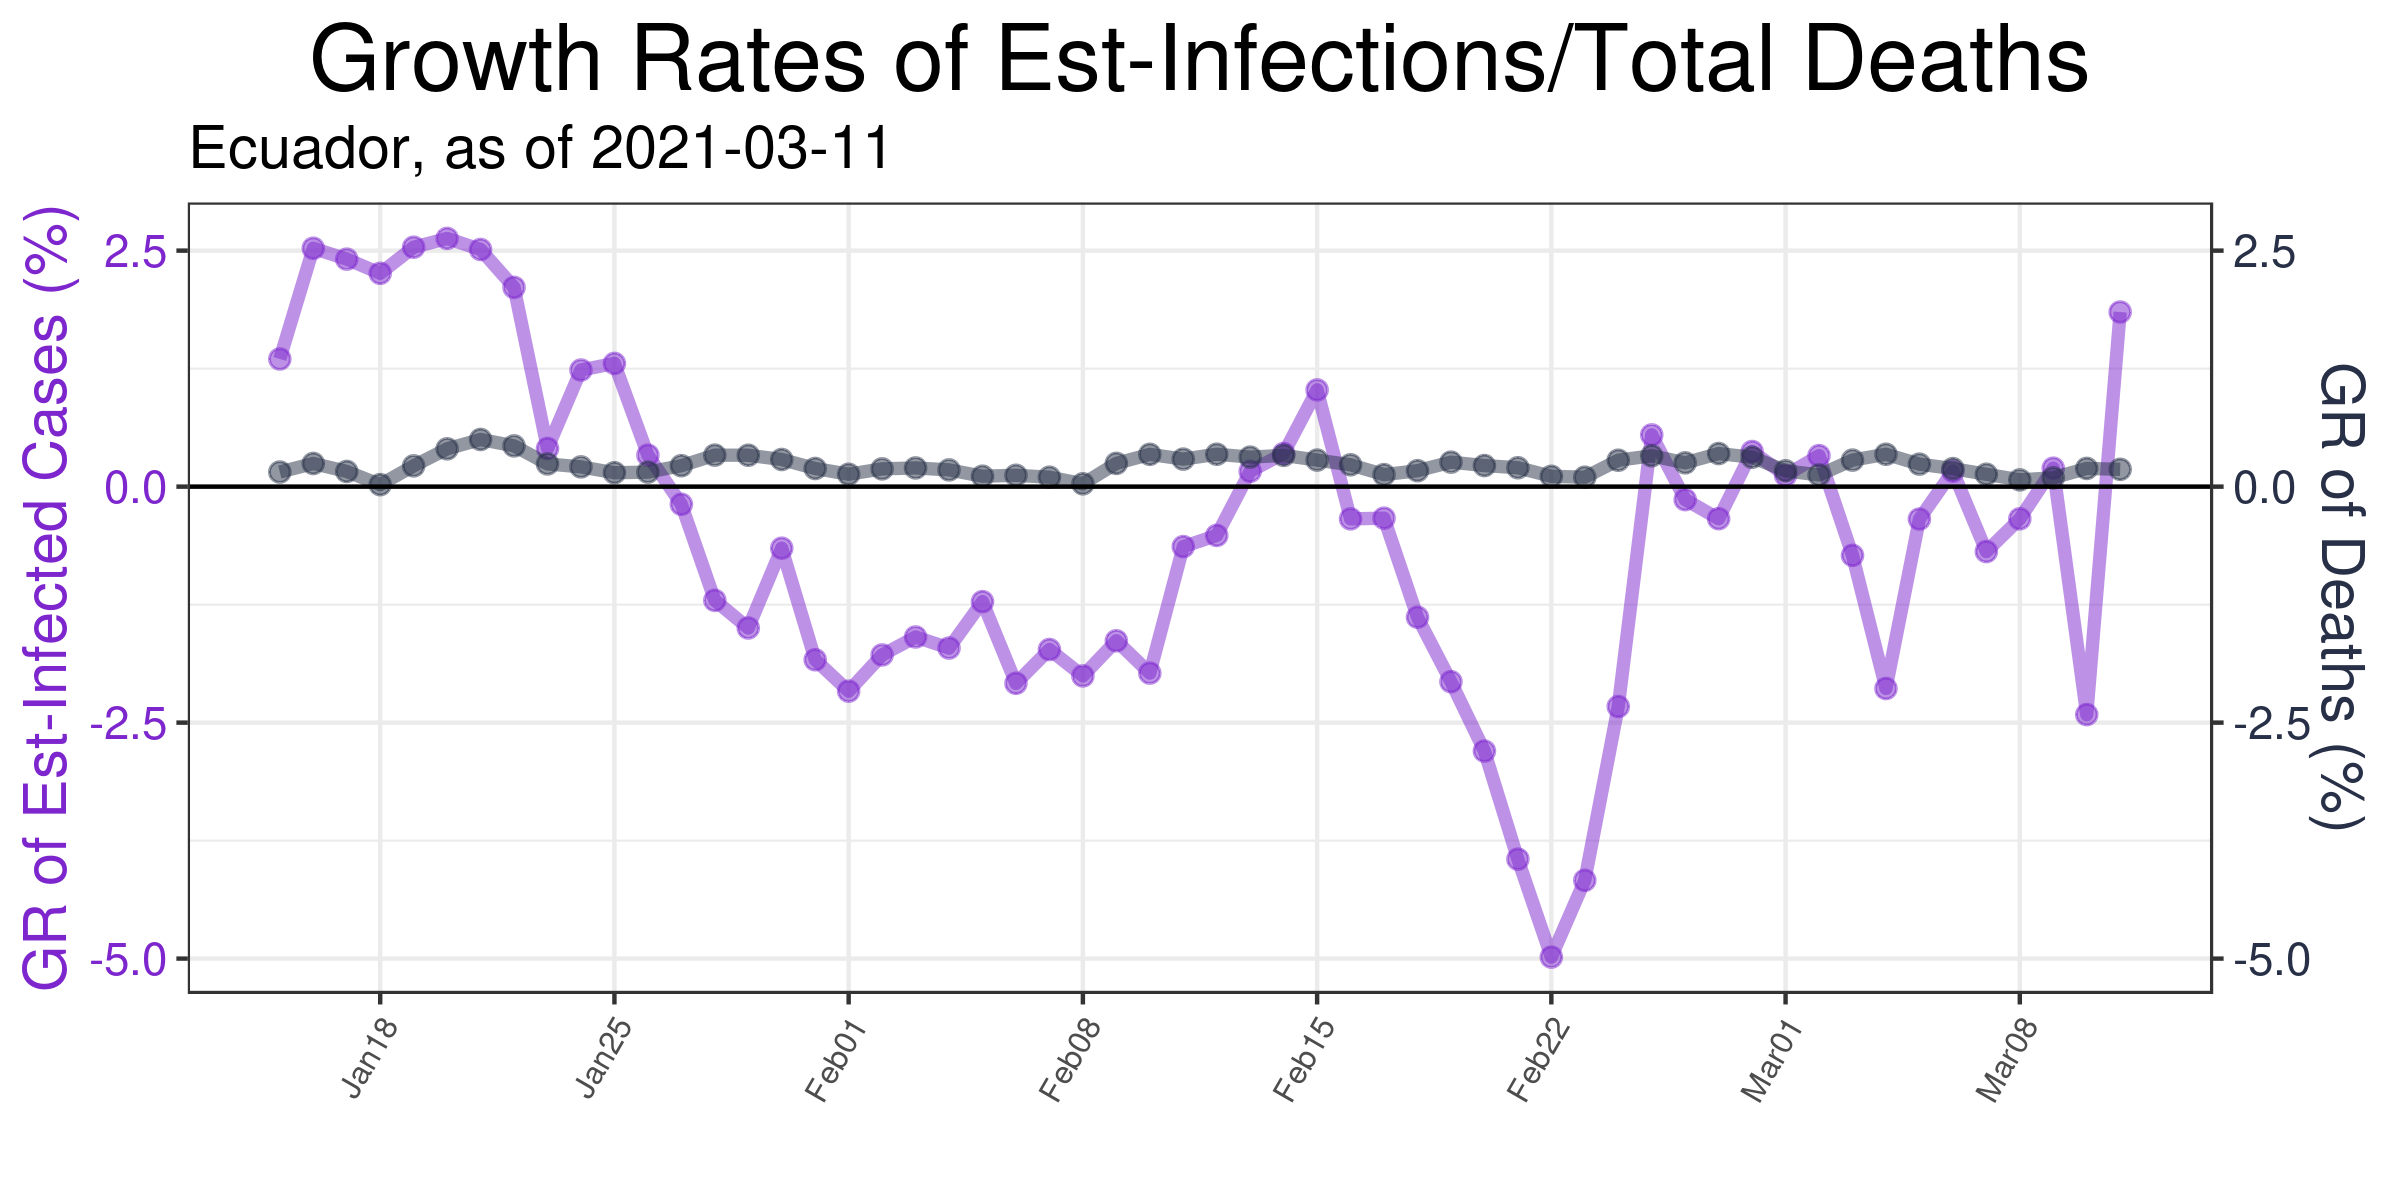 Growth Rates of Est-Infections/Total Deaths
Ecuador, as of 2021-03-11
GR of Est-Infected Cases (%)
2.5
0.0
-2.5
-5.0
2.5
0.0
-2.5
-5.0
GR of Deaths (%)
Jan18
Jan25
Feb01
Feb08
Feb15
Feb22
Mar01
Mar08